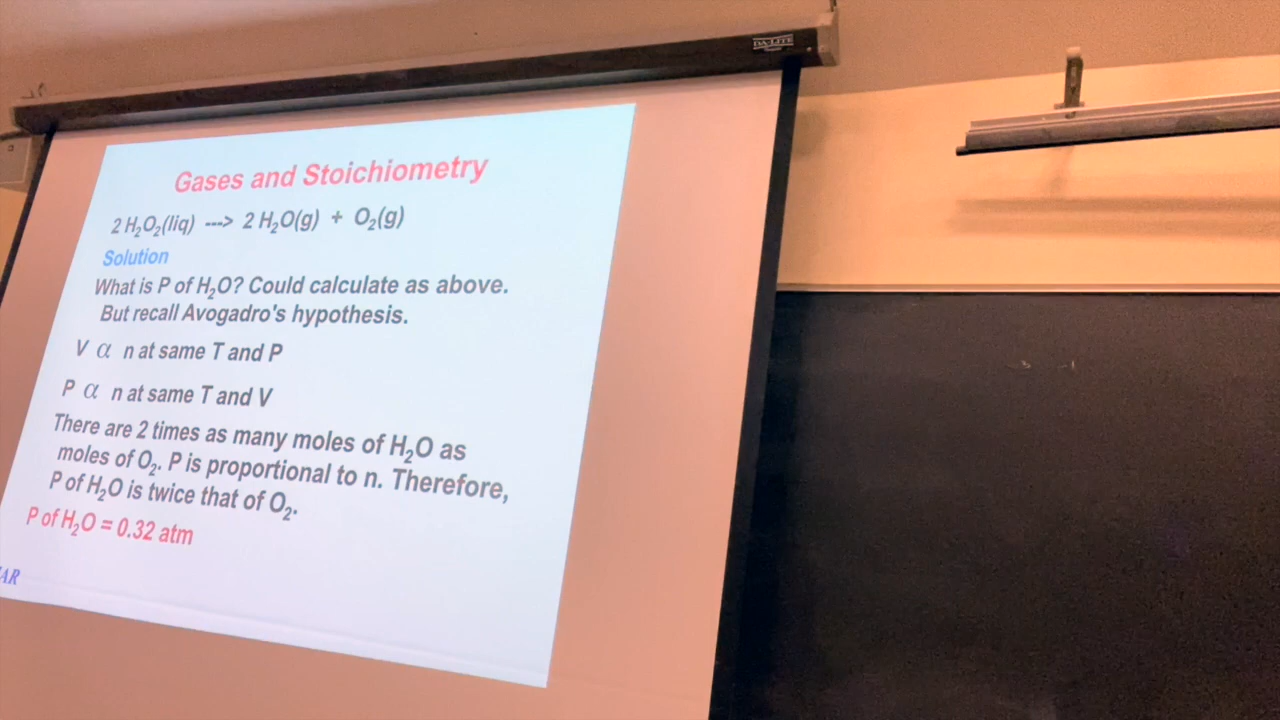 DA-LITE
Gases and Stoichiometry
2 H₂O₂(liq) ---> 2 H₂O(g) + O₂(g)
Solution
What is P of H₂O? Could calculate as above.
But recall Avogadro's hypothesis.
V α n at same T and P
P α n at same T and V
There are 2 times as many moles of H₂O as
moles of O₂. P is proportional to n. Therefore,
P of H₂O is twice that of O₂.
P of H₂O = 0.32 atm
AR